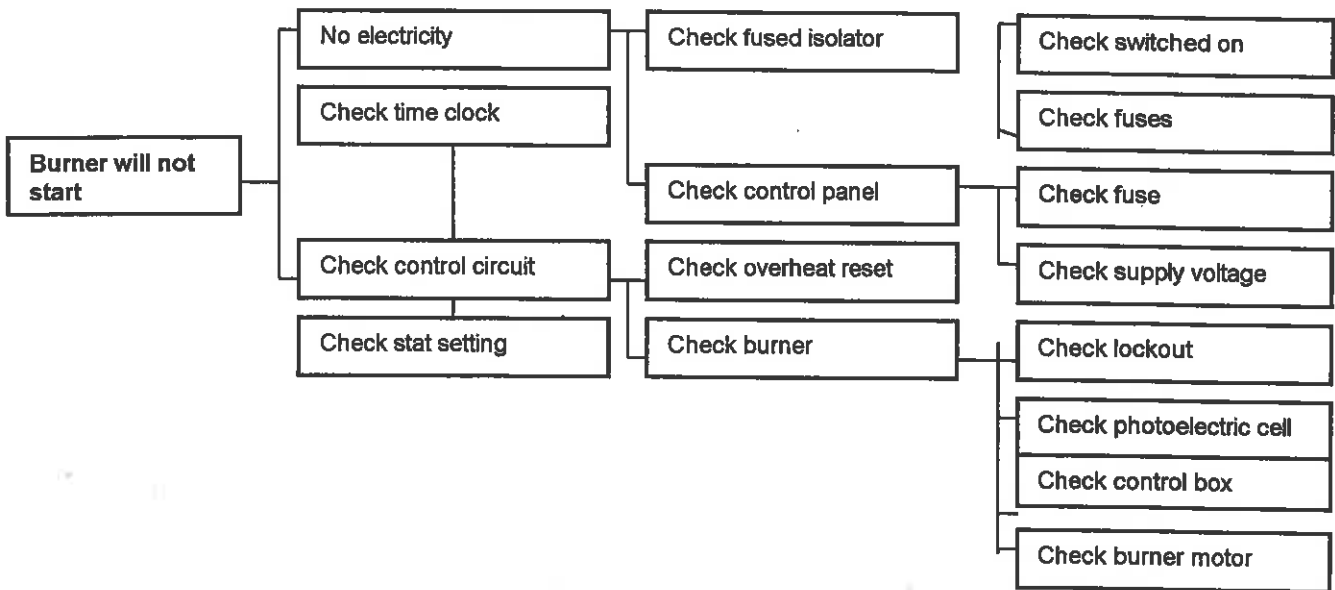 No electricity
Check fused isolator
Check switched on
Check time clock
Check fuses
Burner will not
start
Check control panel
Check fuse
Check control circuit
Check overheat reset
Check supply voltage
Check stat setting
Check burner
Check lockout
Check photoelectric cell
Check control box
Check burner motor